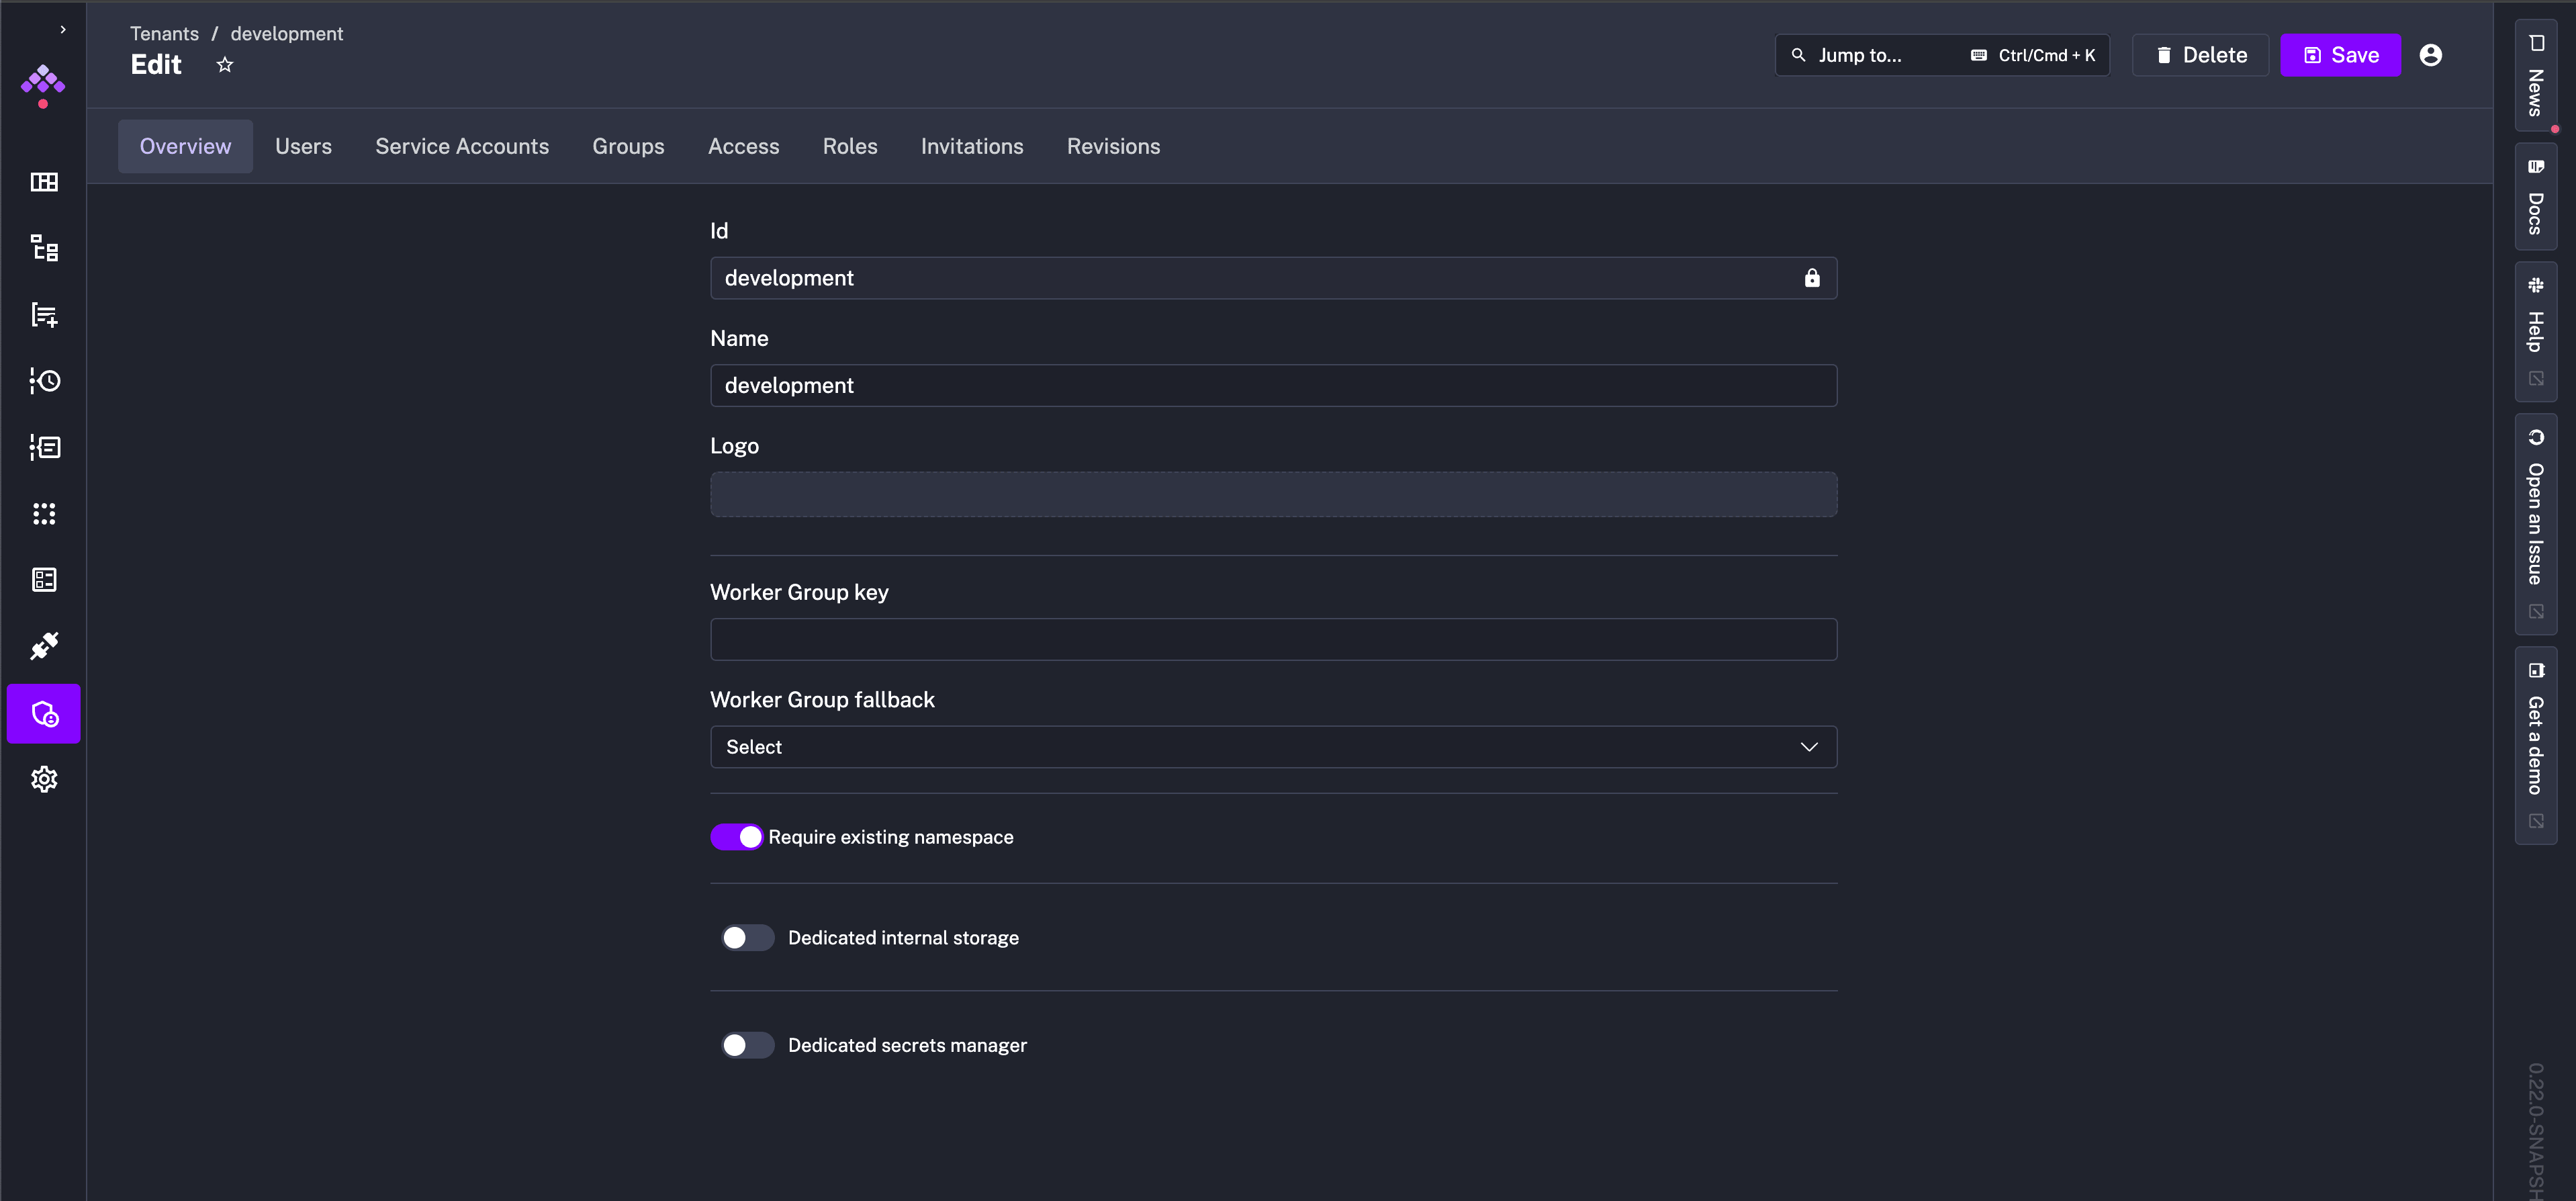 Tenants / development
Edit
Jump to... Ctrl/Cmd + K
Delete
Save
Overview Users Service Accounts Groups Access Roles Invitations Revisions
Id
development
Name
development
Logo
Worker Group key
Worker Group fallback
Select
Require existing namespace
Dedicated internal storage
Dedicated secrets manager
News
Docs
Help
Open an Issue
Get a demo
0.22.0-SNAPSH